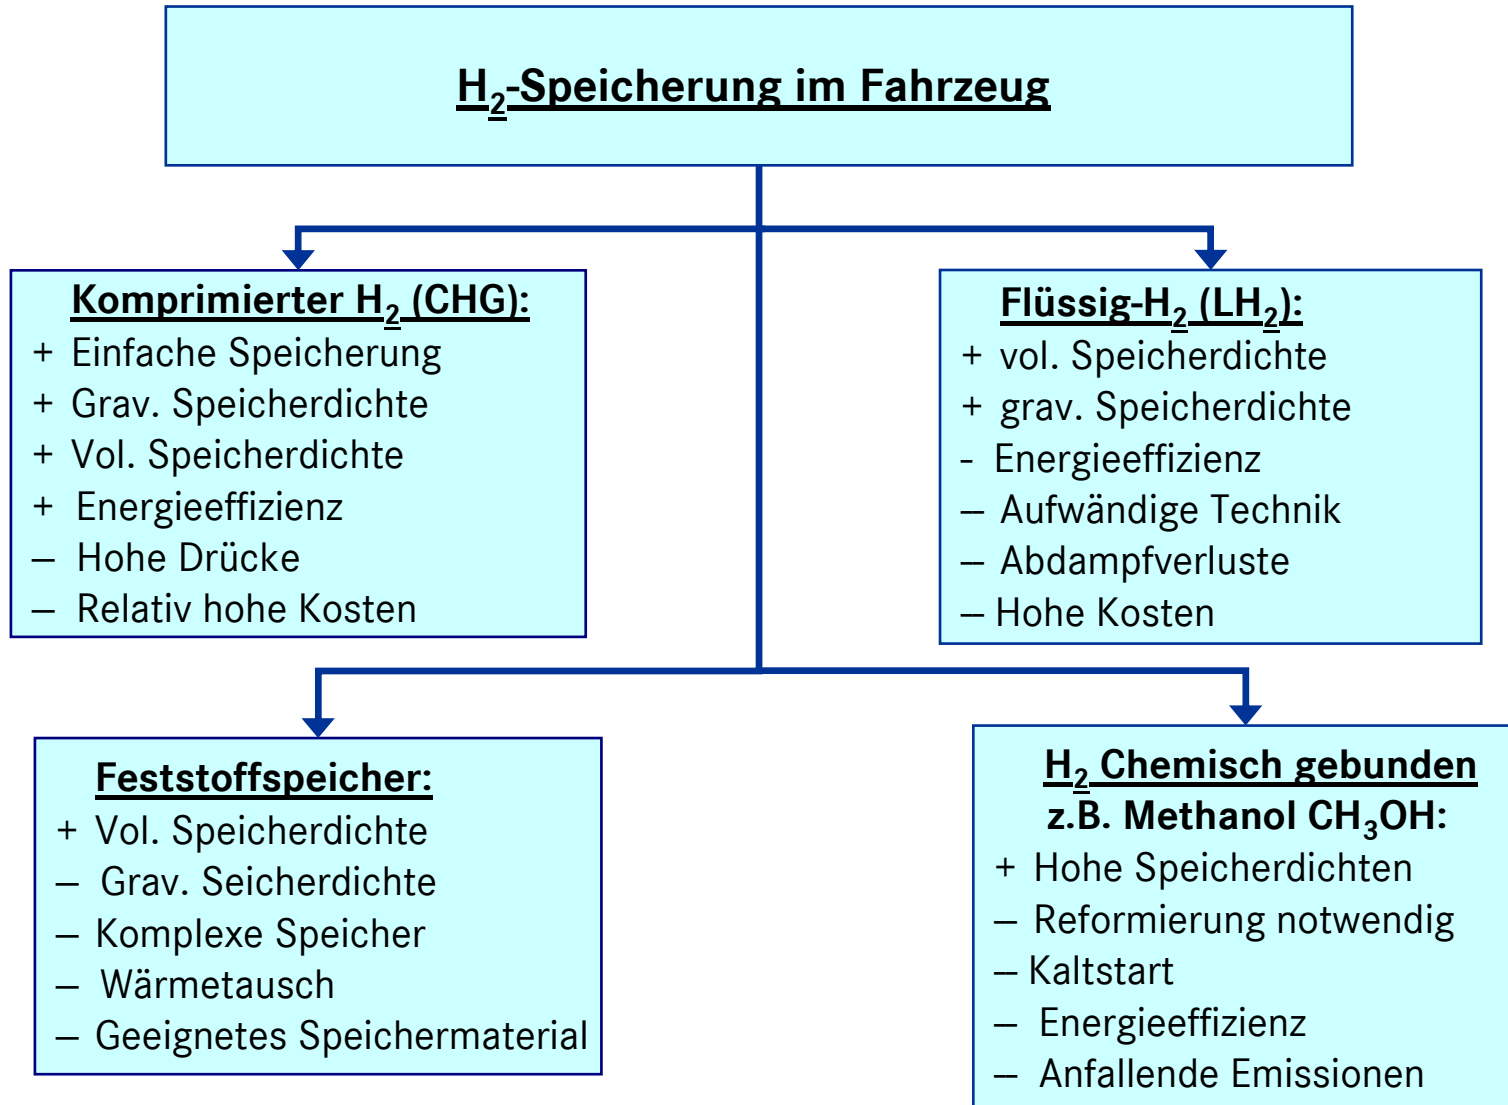 H₂-Speicherung im Fahrzeug
Komprimierter H₂ (CHG):
+ Einfache Speicherung
+ Grav. Speicherdichte
+ Vol. Speicherdichte
+ Energieeffizienz
– Hohe Drücke
– Relativ hohe Kosten
Flüssig-H₂ (LH₂):
+ vol. Speicherdichte
+ grav. Speicherdichte
- Energieeffizienz
– Aufwändige Technik
– Abdampfverluste
– Hohe Kosten
Feststoffspeicher:
+ Vol. Speicherdichte
– Grav. Seicherdichte
– Komplexe Speicher
– Wärmetausch
– Geeignetes Speichermaterial
H₂ Chemisch gebunden
z.B. Methanol CH₃OH:
+ Hohe Speicherdichten
– Reformierung notwendig
– Kaltstart
– Energieeffizienz
– Anfallende Emissionen